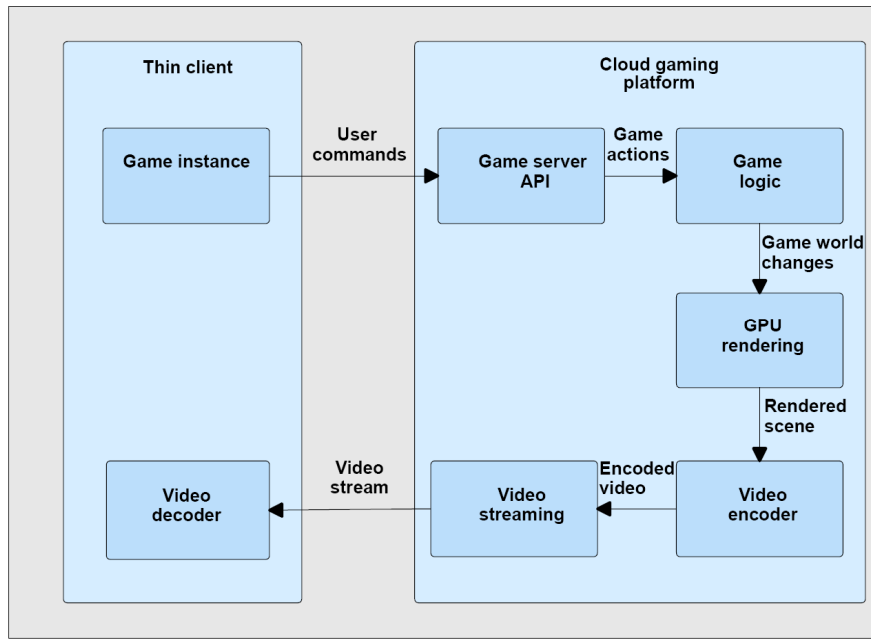 Thin client
Cloud gaming
platform
Game instance
User
commands
Game server
API
Game
actions
Game
logic
Game world
changes
GPU
rendering
Rendered
scene
Video
decoder
Video
stream
Video
streaming
Encoded
video
Video
encoder